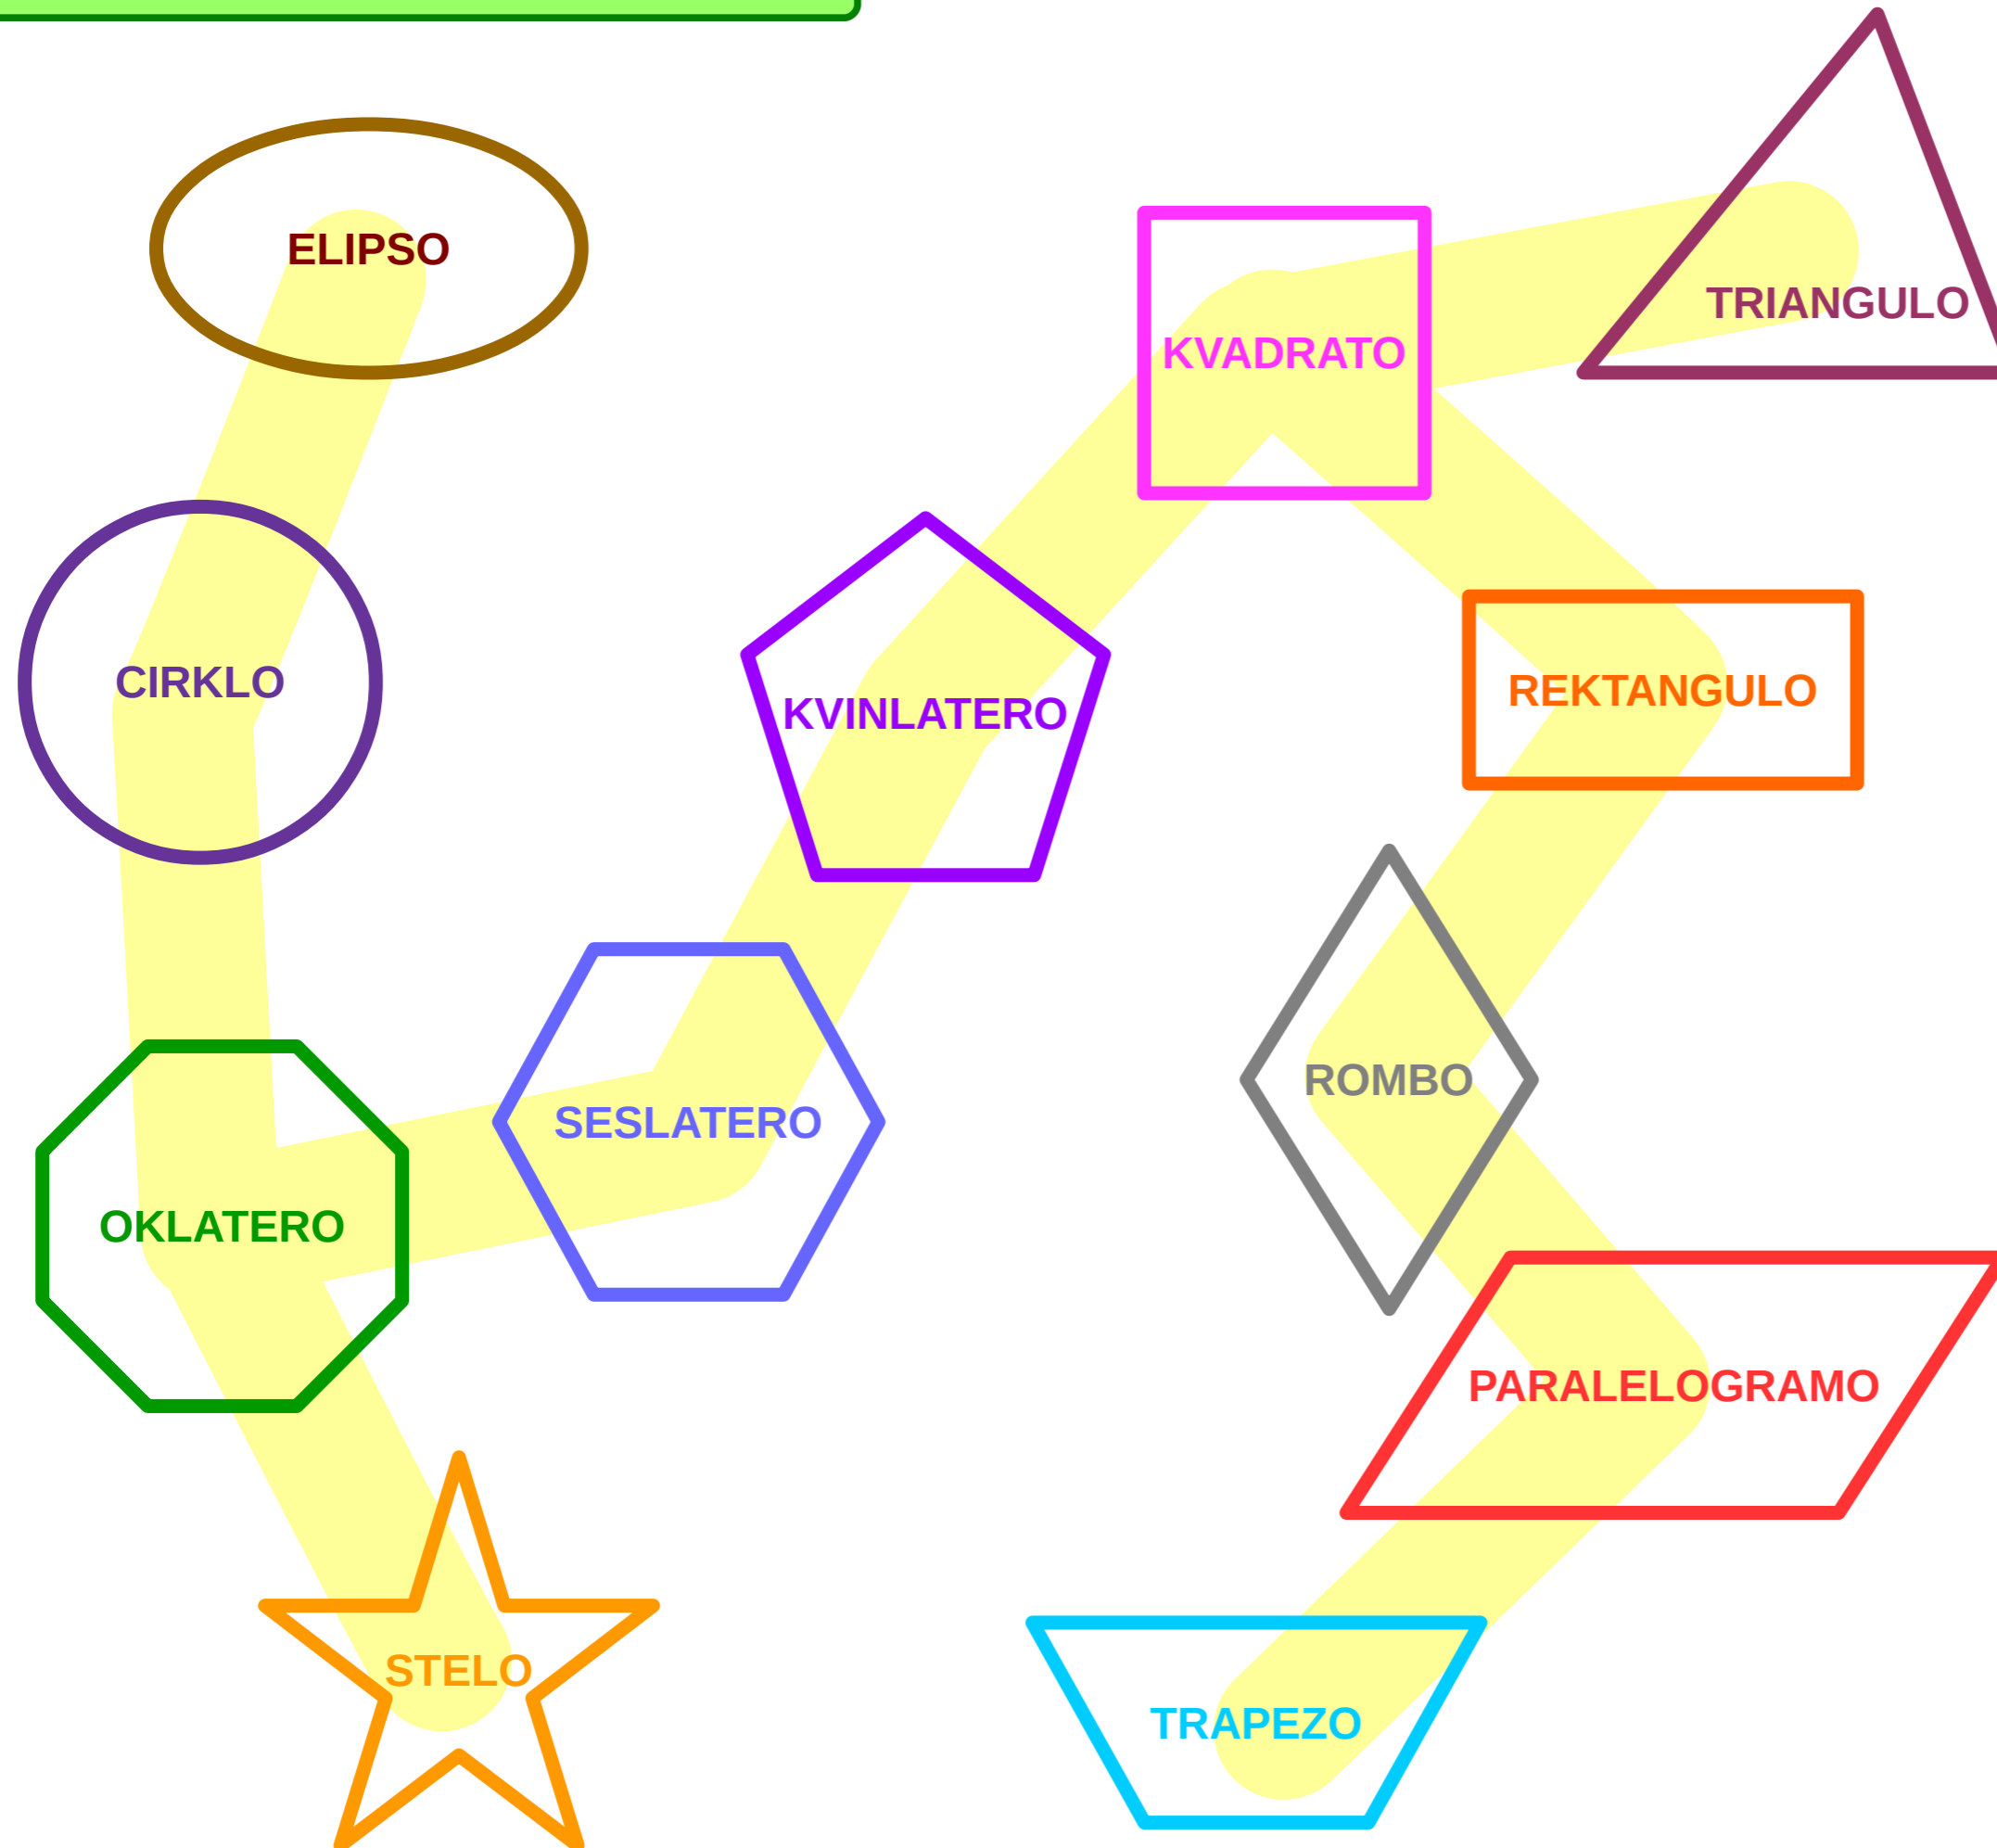 ELIPSO
TRIANGULO
KVADRATO
CIRKLO
REKTANGULO
KVINLATERO
ROMBO
SESLATERO
OKLATERO
PARALELOGRAMO
STELO
TRAPEZO